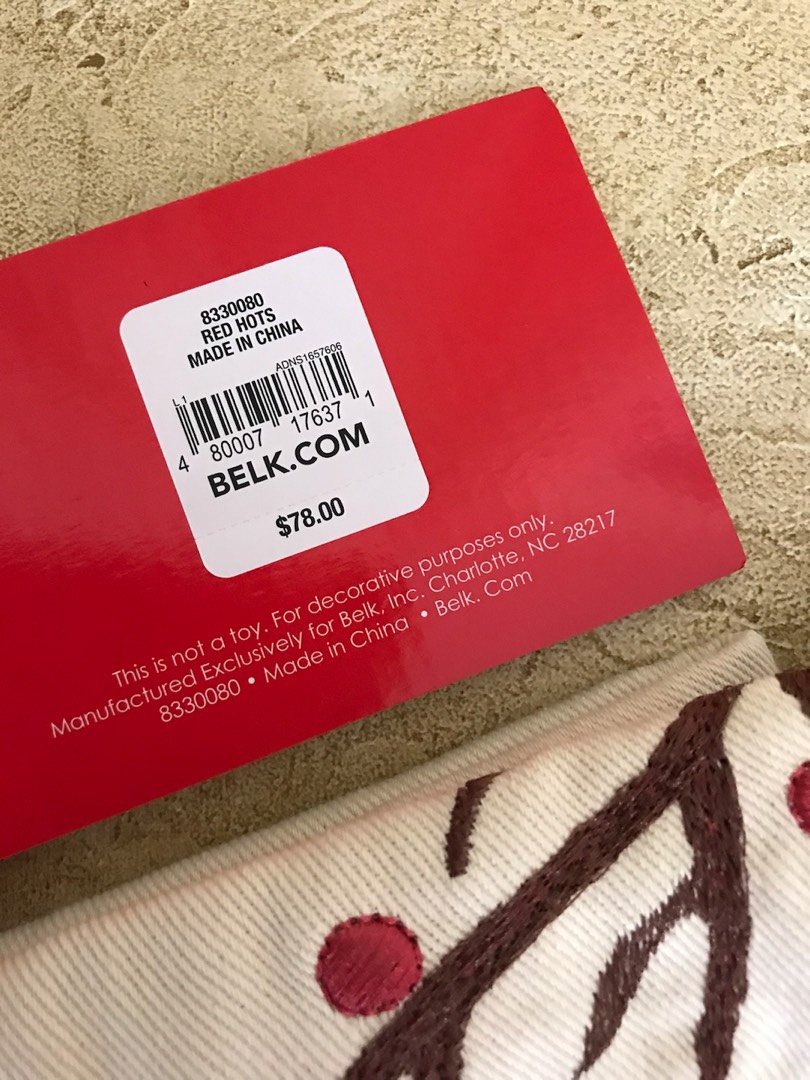 8330080
RED HOTS
MADE IN CHINA
ADNS1657606
L1
4 80007 17637 1
BELK.COM
$78.00
This is not a toy. For decorative purposes only.
Manufactured Exclusively for Belk, Inc. Charlotte, NC 28217
8330080 • Made in China • Belk. Com